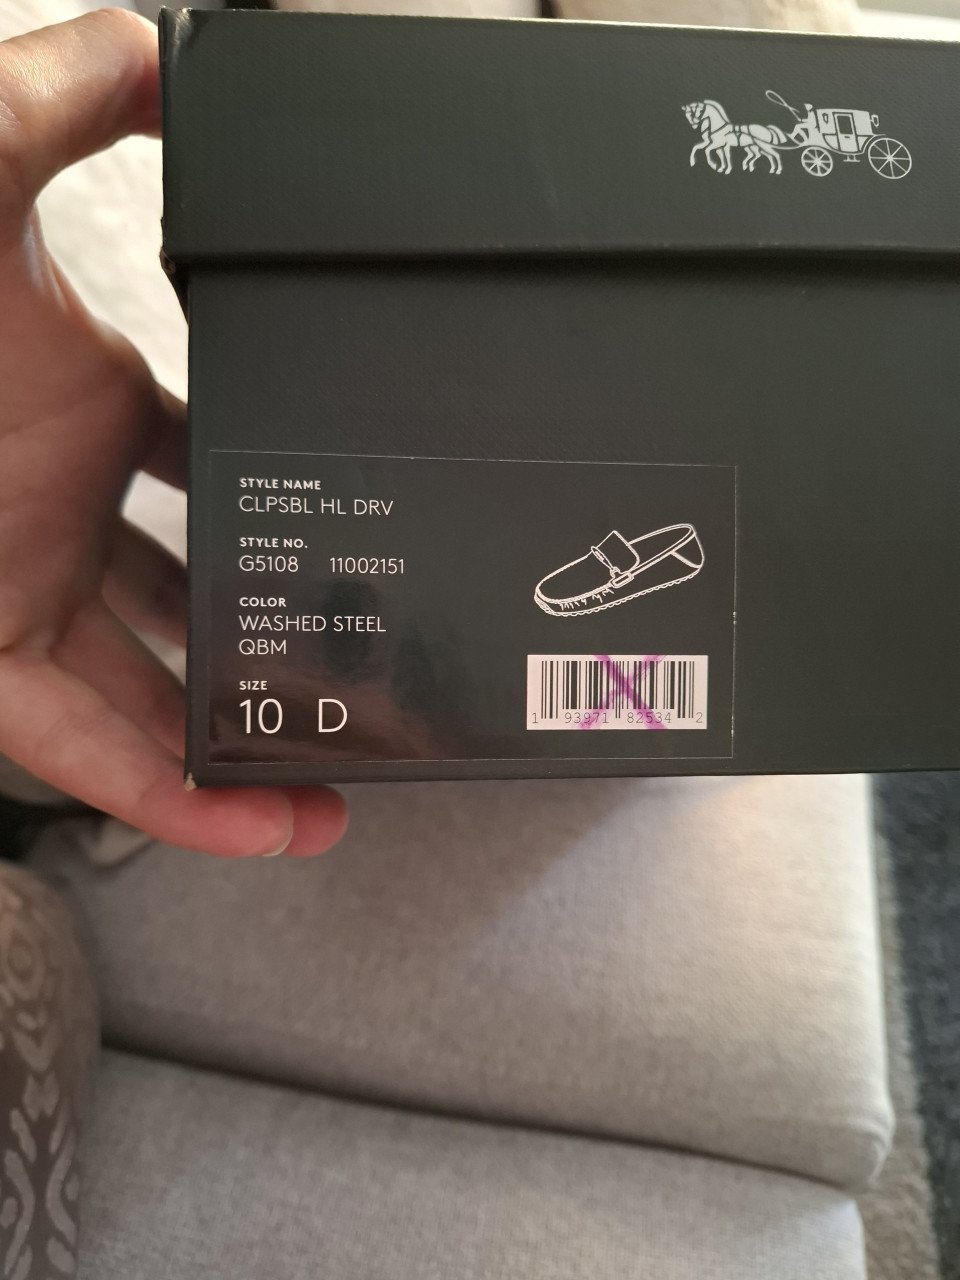 STYLE NAME
CLPSBL HL DRV
STYLE NO.
G5108 11002151
COLOR
WASHED STEEL
QBM
SIZE
10 D
1 93971 82534 2